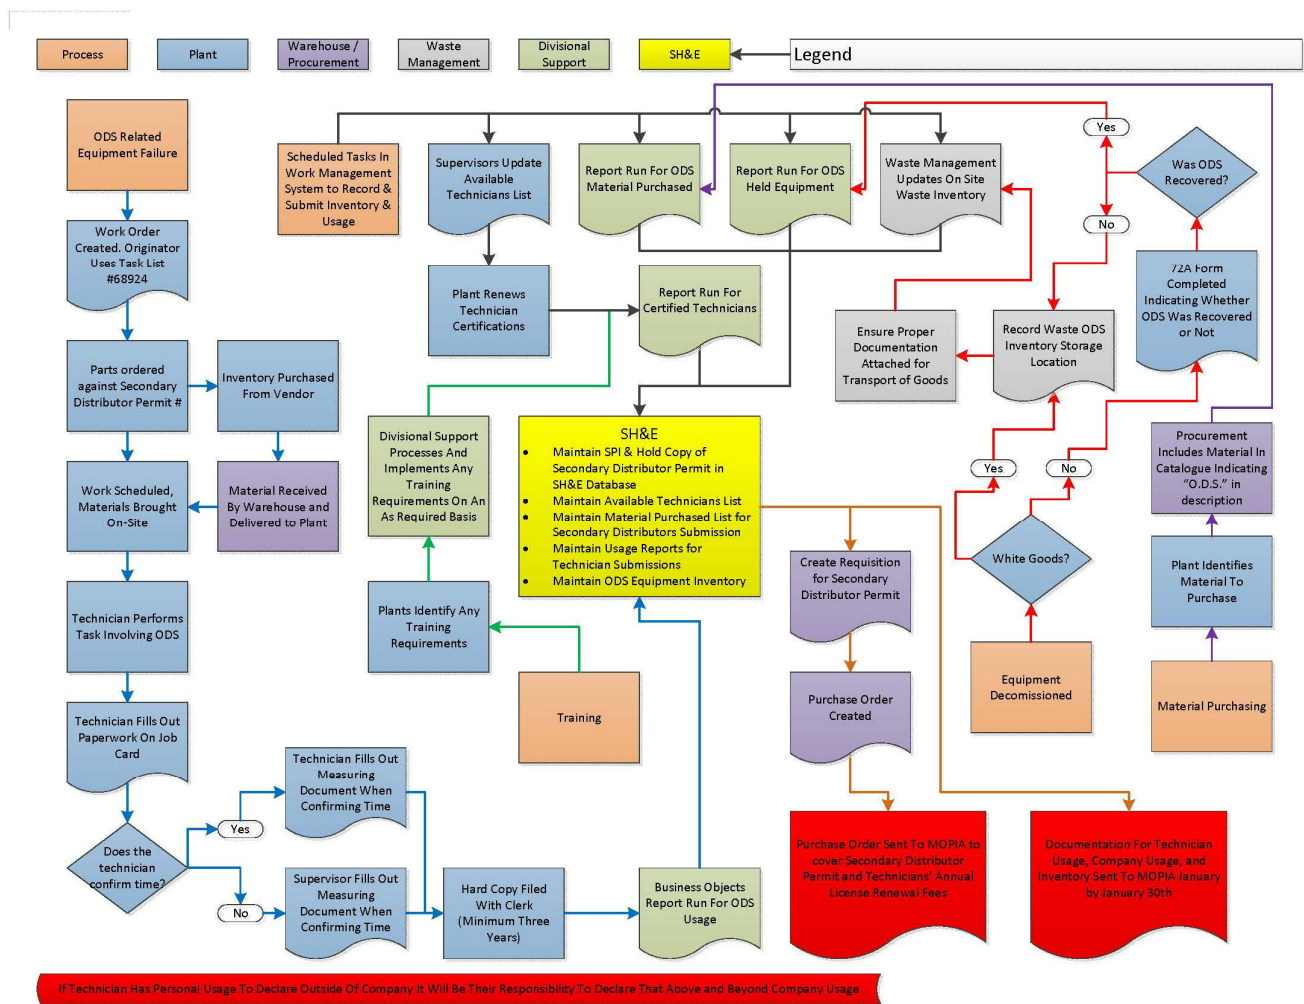 Process
Plant
Warehouse /
Procurement
Waste
Management
Divisional
Support
SH&E
Legend
ODS Related
Equipment Failure
Work Order
Created. Originator
Uses Task List
#68924
Parts ordered
against Secondary
Distributor Permit #
Inventory Purchased
From Vendor
Work Scheduled,
Materials Brought
On-Site
Material Received
By Warehouse and
Delivered to Plant
Technician Performs
Task Involving ODS
Technician Fills Out
Paperwork On Job
Card
Does the
technician
confirm time?
Yes
No
Technician Fills Out
Measuring
Document When
Confirming Time
Supervisor Fills Out
Measuring
Document When
Confirming Time
Hard Copy Filed
With Clerk
(Minimum Three
Years)
Business Objects
Report Run For ODS
Usage
Scheduled Tasks In
Work Management
System to Record &
Submit Inventory &
Usage
Supervisors Update
Available
Technicians List
Report Run For ODS
Material Purchased
Report Run For ODS
Held Equipment
Waste Management
Updates On Site
Waste Inventory
Plant Renews
Technician
Certifications
Report Run For
Certified Technicians
Divisional Support
Processes And
Implements Any
Training
Requirements On An
As Required Basis
Plants Identify Any
Training
Requirements
Training
SH&E
• Maintain SPI & Hold Copy of
Secondary Distributor Permit in
SH&E Database
• Maintain Available Technicians List
• Maintain Material Purchased List for
Secondary Distributors Submission
• Maintain Usage Reports for
Technician Submissions
• Maintain ODS Equipment Inventory
Create Requisition
for Secondary
Distributor Permit
Purchase Order
Created
Purchase Order Sent To MOPIA to
cover Secondary Distributor
Permit and Technicians' Annual
License Renewal Fees
Documentation For Technician
Usage, Company Usage, and
Inventory Sent To MOPIA January
by January 30th
Yes
No
Was ODS
Recovered?
72A Form
Completed
Indicating Whether
ODS Was Recovered
or Not
Ensure Proper
Documentation
Attached for
Transport of Goods
Record Waste ODS
Inventory Storage
Location
Yes
No
White Goods?
Equipment
Decomissioned
Procurement
Includes Material In
Catalogue Indicating
“O.D.S.” in
description
Plant Identifies
Material To
Purchase
Material Purchasing
If Technician Has Personal Usage To Declare Outside Of Company It Will Be Their Responsibility To Declare That Above and Beyond Company Usage